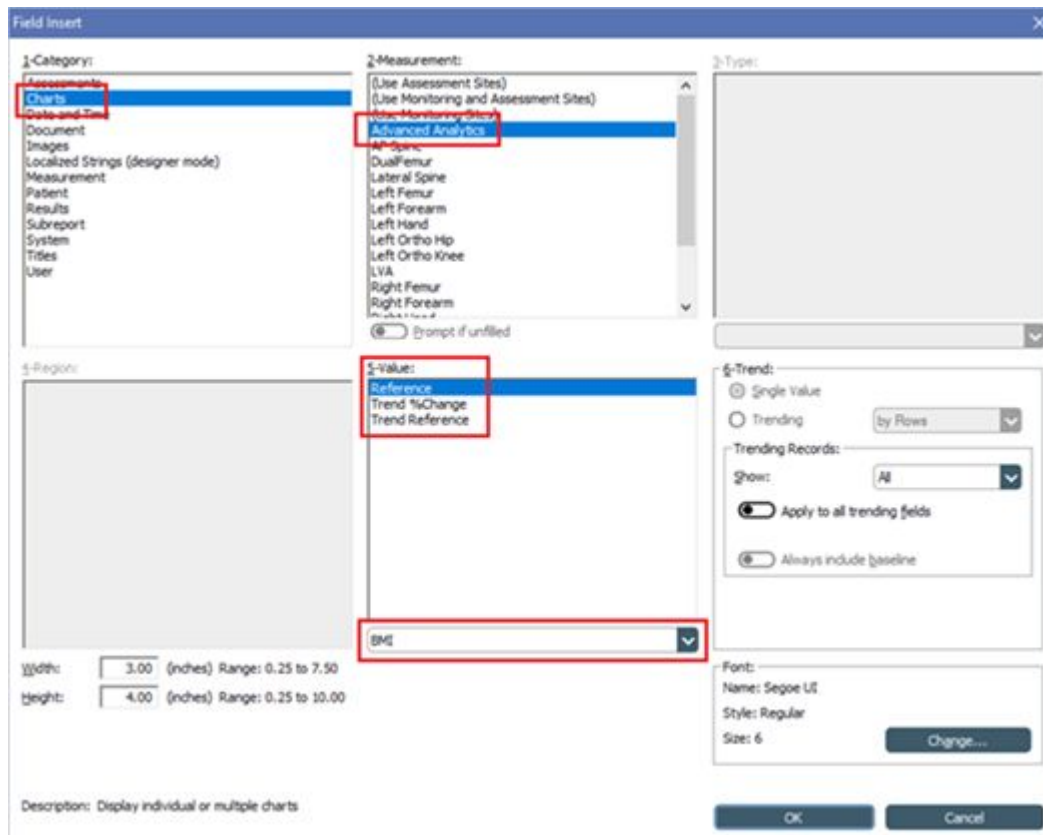 Field Insert
1-Category:
Assessments
Charts
Date and Time
Document
Images
Localized Strings (designer mode)
Measurement
Patient
Results
Subreport
System
Titles
User
2-Measurement:
(Use Assessment Sites)
(Use Monitoring and Assessment Sites)
(Use Monitoring Sites)
Advanced Analytics
AP Spine
DualFemur
Lateral Spine
Left Femur
Left Forearm
Left Hand
Left Ortho Hip
Left Ortho Knee
LVA
Right Femur
Right Forearm
Right Hand
Prompt if unfilled
3-Type:
4-Region:
5-Value:
Reference
Trend %Change
Trend Reference
BMI
6-Trend:
Single Value
Trending by Rows
Trending Records:
Show: All
Apply to all trending fields
Always include baseline
Width: 3.00 (inches) Range: 0.25 to 7.50
Height: 4.00 (inches) Range: 0.25 to 10.00
Font:
Name: Segoe UI
Style: Regular
Size: 6 Change...
Description: Display individual or multiple charts
OK Cancel